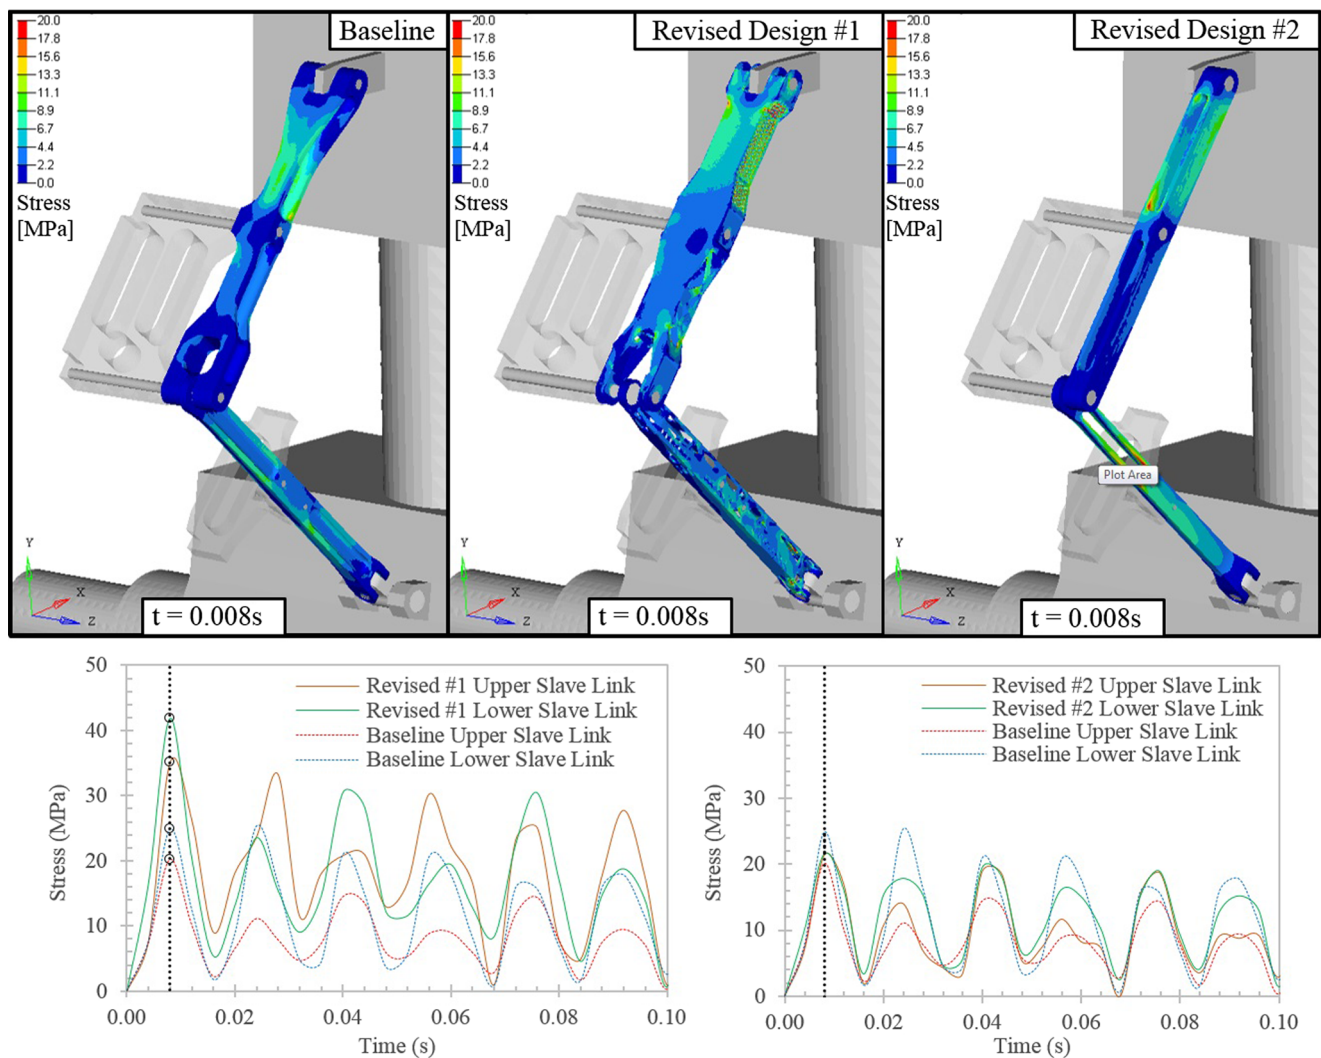 Baseline
20.0
17.8
15.6
13.3
11.1
8.9
6.7
4.4
2.2
0.0
Stress
[MPa]
Y
X
Z
t = 0.008s
Revised Design #1
20.0
17.8
15.6
13.3
11.1
8.9
6.7
4.4
2.2
0.0
Stress
[MPa]
Y
X
Z
t = 0.008s
Revised Design #2
20.0
17.8
15.6
13.3
11.1
8.9
6.7
4.4
2.2
0.0
Stress
[MPa]
Plot Area
Y
X
Z
t = 0.008s
Stress (MPa)
50
40
30
20
10
0
Revised #1 Upper Slave Link
Revised #1 Lower Slave Link
Baseline Upper Slave Link
Baseline Lower Slave Link
0.00 0.02 0.04 0.06 0.08 0.10
Time (s)
Stress (MPa)
50
40
30
20
10
0
Revised #2 Upper Slave Link
Revised #2 Lower Slave Link
Baseline Upper Slave Link
Baseline Lower Slave Link
0.00 0.02 0.04 0.06 0.08 0.10
Time (s)